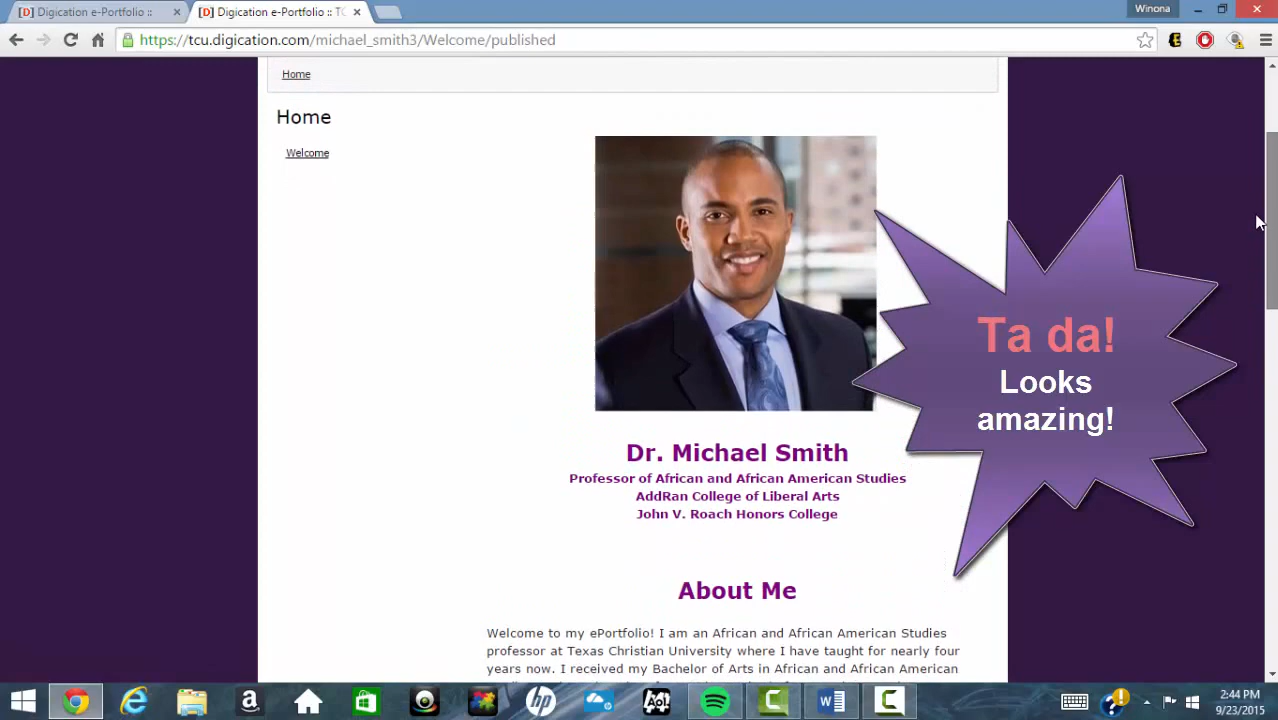 Digication e-Portfolio ::
Digication e-Portfolio :: TC
Winona
https://tcu.digication.com/michael_smith3/Welcome/published
Home
Home
Welcome
Ta da!
Looks
amazing!
Dr. Michael Smith
Professor of African and African American Studies
AddRan College of Liberal Arts
John V. Roach Honors College
About Me
Welcome to my ePortfolio! I am an African and African American Studies
professor at Texas Christian University where I have taught for nearly four
years now. I received my Bachelor of Arts in African and African American
2:44 PM
9/23/2015